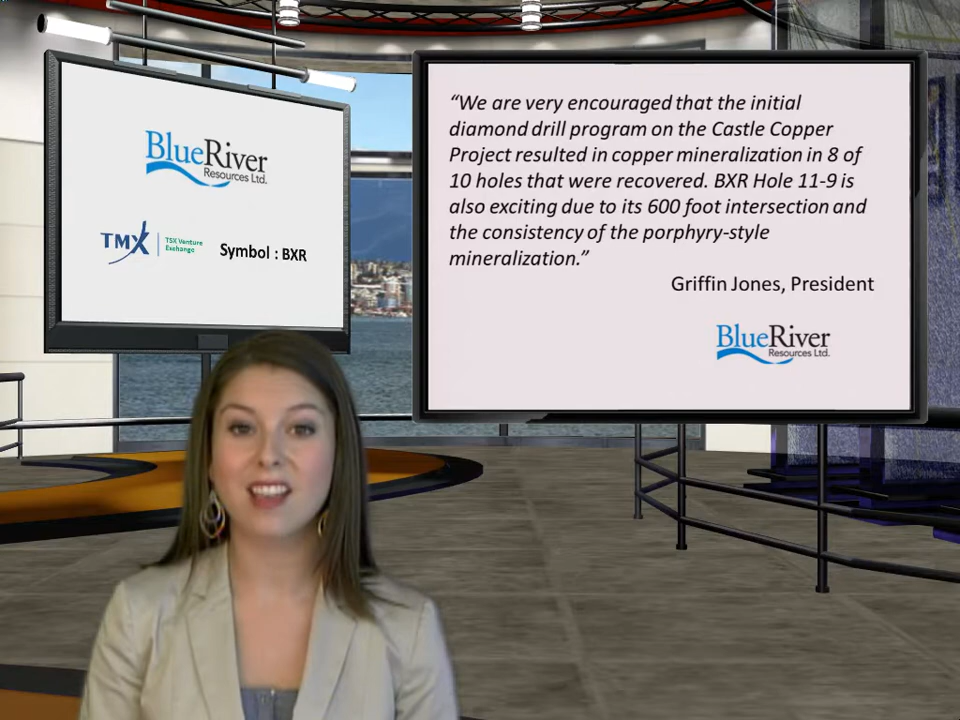 BlueRiver
Resources Ltd.
TMX
TSX Venture
Exchange
Symbol : BXR
“We are very encouraged that the initial
diamond drill program on the Castle Copper
Project resulted in copper mineralization in 8 of
10 holes that were recovered. BXR Hole 11-9 is
also exciting due to its 600 foot intersection and
the consistency of the porphyry-style
mineralization.”
Griffin Jones, President
BlueRiver
Resources Ltd.